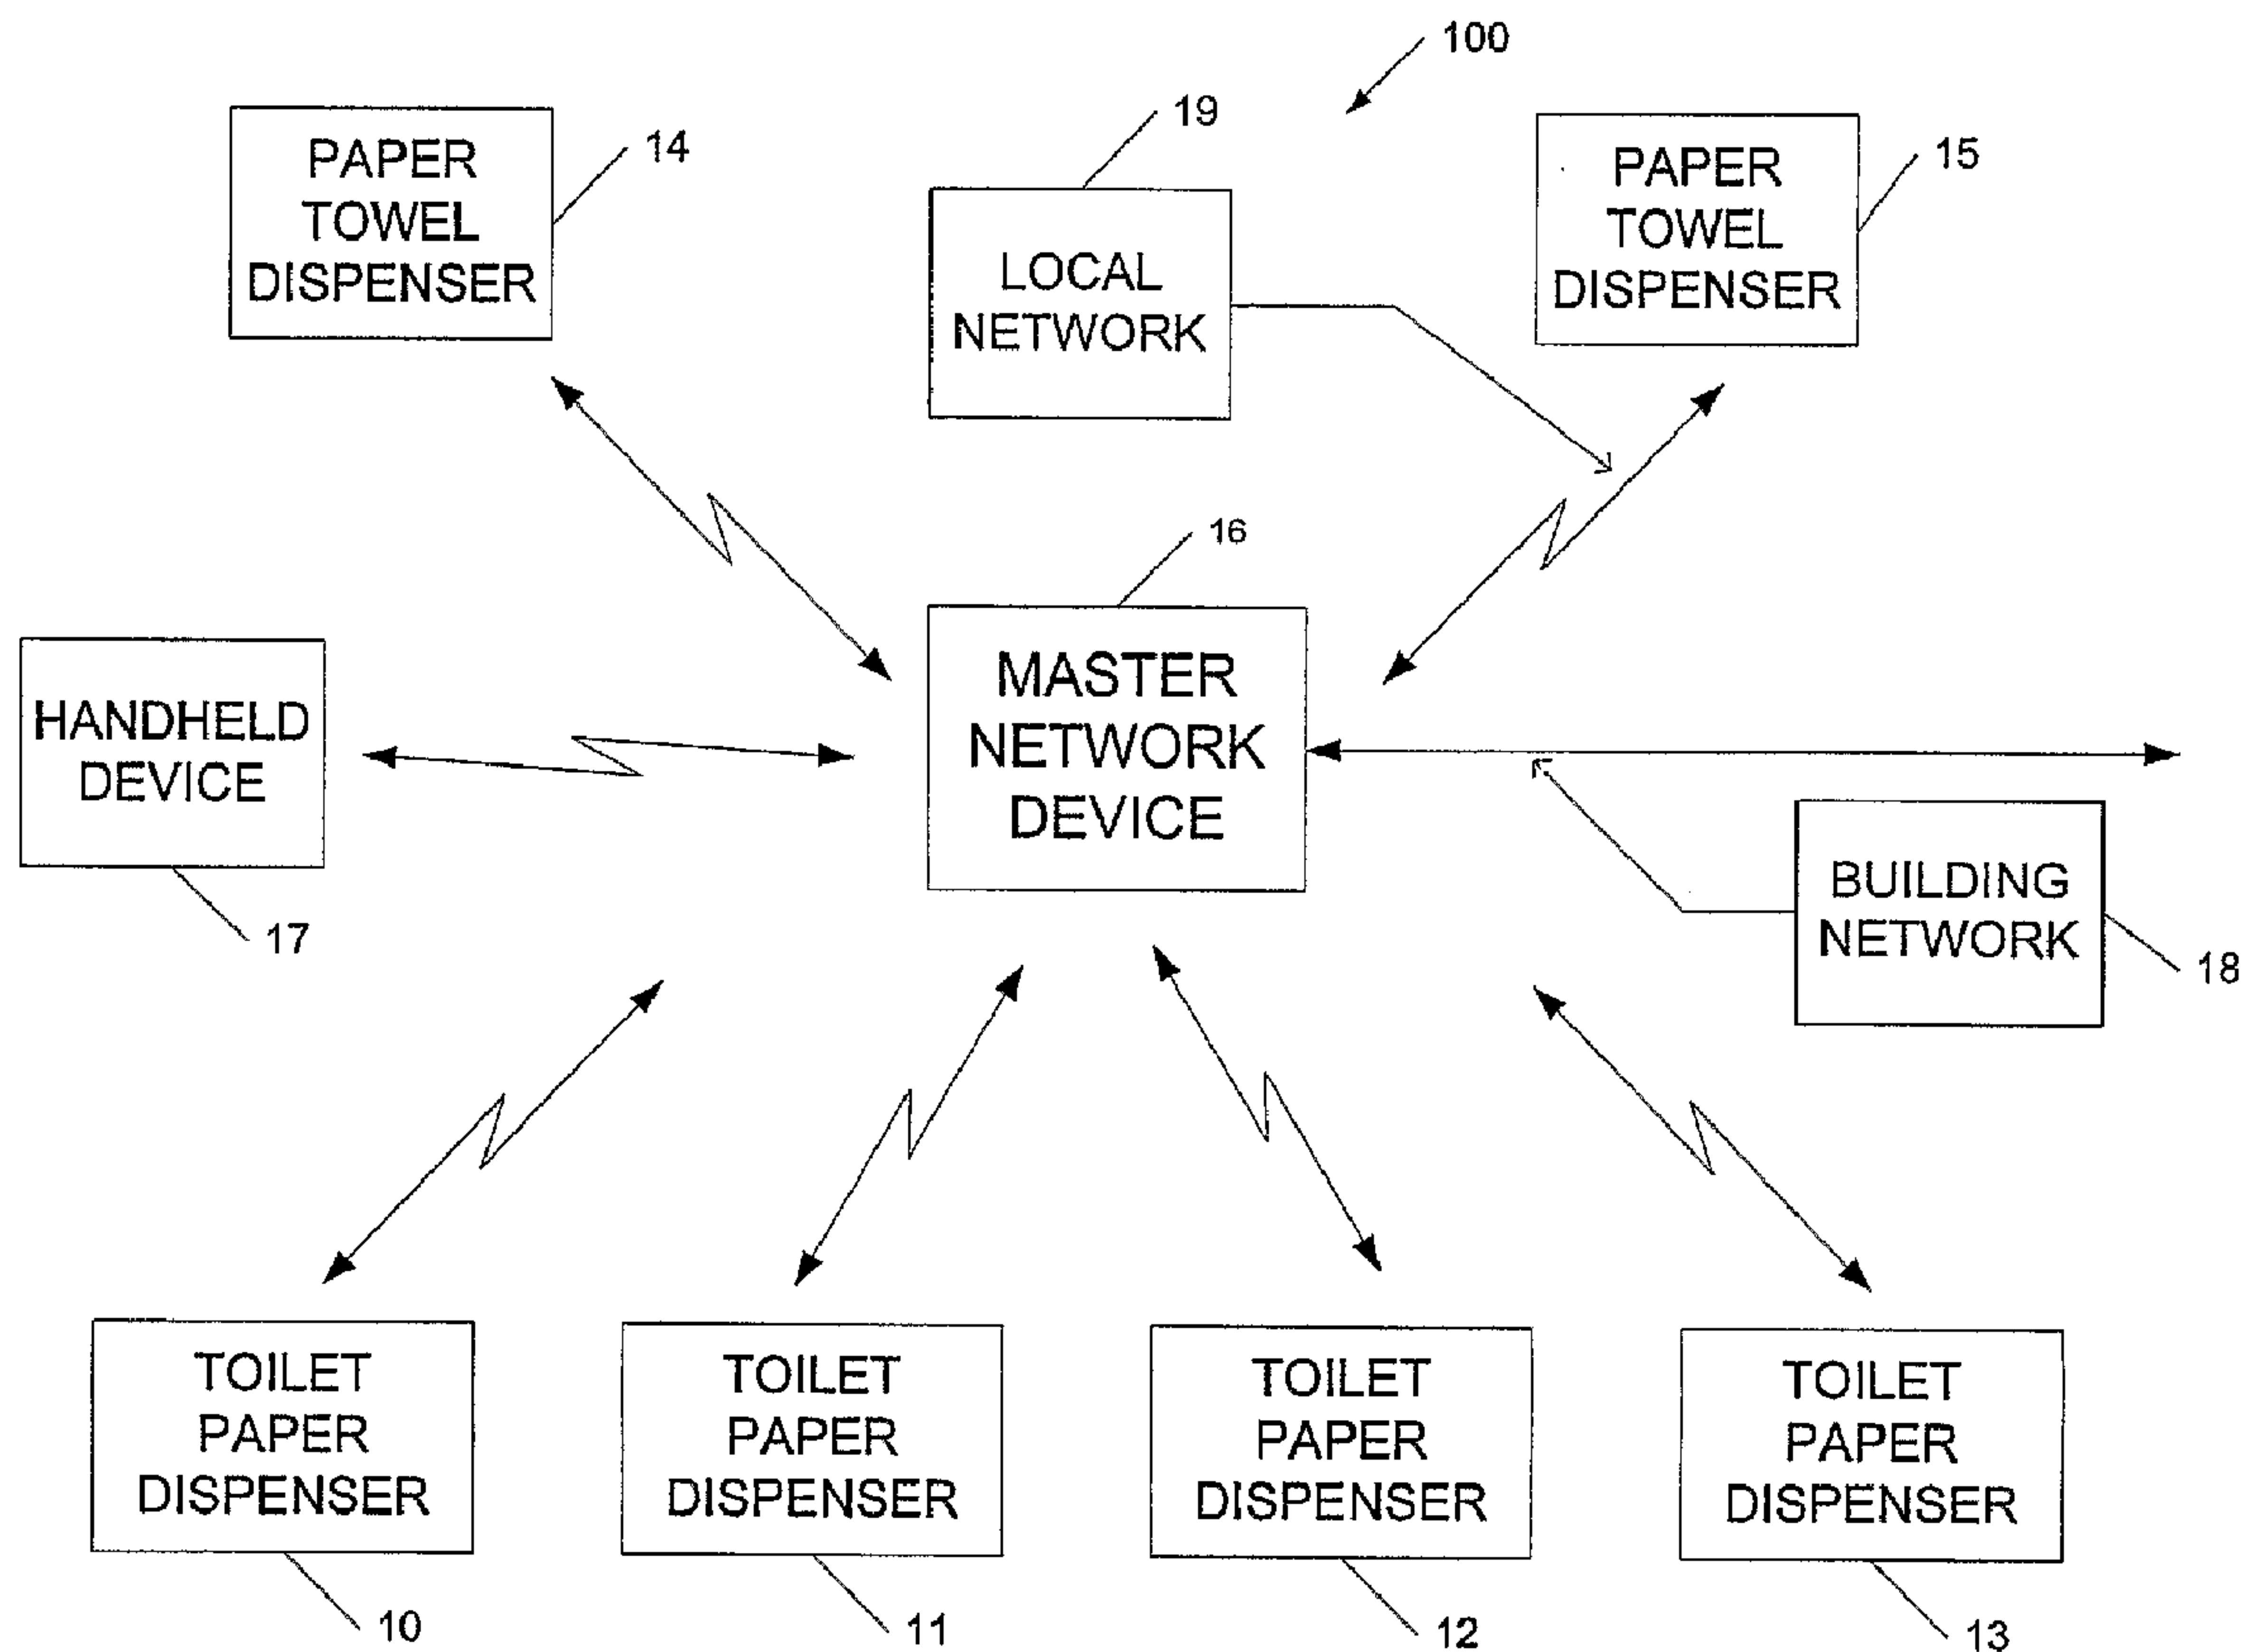 100
PAPER
TOWEL
DISPENSER
14
19
LOCAL
NETWORK
PAPER
TOWEL
DISPENSER
15
16
MASTER
NETWORK
DEVICE
HANDHELD
DEVICE
17
BUILDING
NETWORK
18
TOILET
PAPER
DISPENSER
10
TOILET
PAPER
DISPENSER
11
TOILET
PAPER
DISPENSER
12
TOILET
PAPER
DISPENSER
13